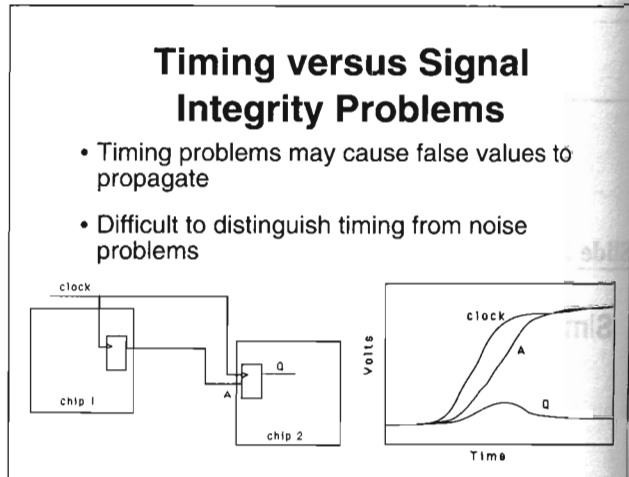 Timing versus Signal
Integrity Problems
• Timing problems may cause false values to
propagate
• Difficult to distinguish timing from noise
problems
clock
chip 1
A
Q
chip 2
Volts
clock
A
Q
Time